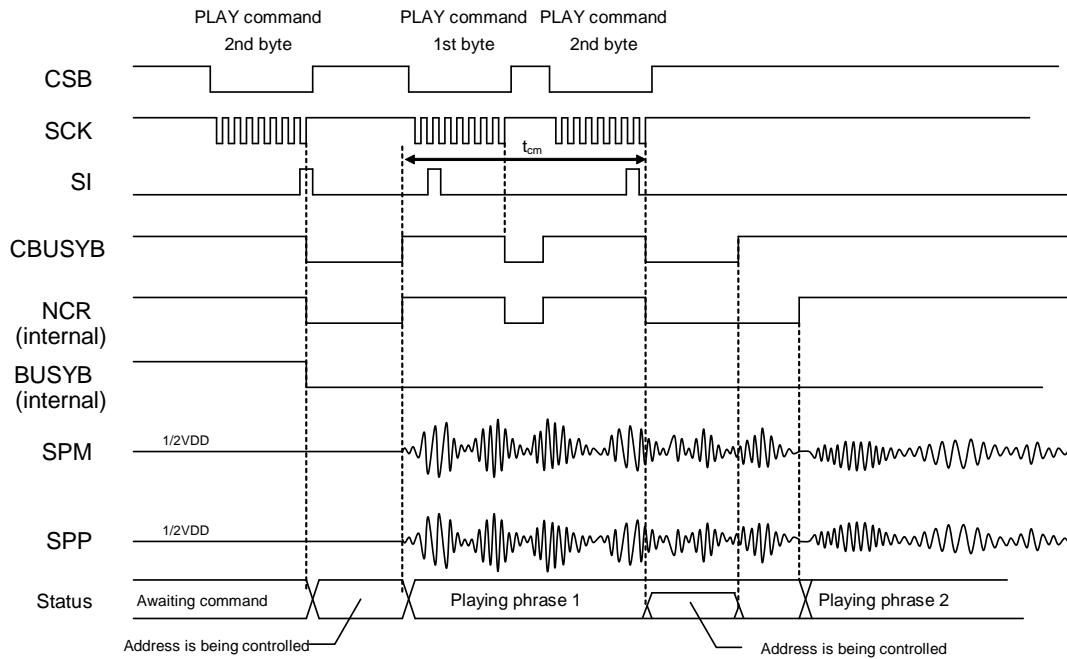 PLAY command
2nd byte
PLAY command
1st byte
PLAY command
2nd byte
CSB
SCK
tcm
SI
CBUSYB
NCR
(internal)
BUSYB
(internal)
1/2VDD
SPM
1/2VDD
SPP
Status
Awaiting command
Playing phrase 1
Playing phrase 2
Address is being controlled
Address is being controlled